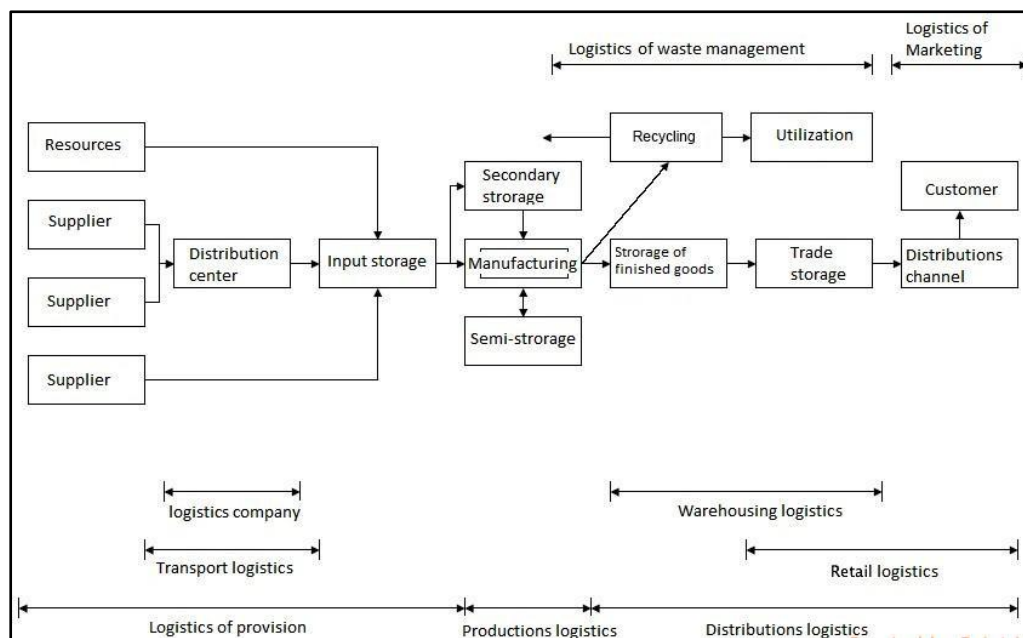 Logistics of waste management
Logistics of
Marketing
Resources
Recycling
Utilization
Secondary
strorage
Customer
Supplier
Distribution
center
Input storage
Manufacturing
Strorage of
finished goods
Trade
storage
Distributions
channel
Supplier
Semi-strorage
Supplier
logistics company
Warehousing logistics
Transport logistics
Retail logistics
Logistics of provision
Productions logistics
Distributions logistics